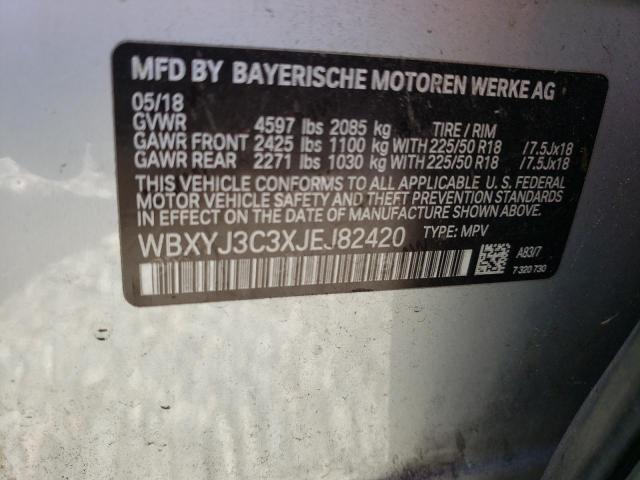 MFD BY BAYERISCHE MOTOREN WERKE AG
05/18
GVWR 4597 lbs 2085 kg TIRE / RIM
GAWR FRONT 2425 lbs 1100 kg WITH 225/50 R18 /7.5Jx18
GAWR REAR 2271 lbs 1030 kg WITH 225/50 R18 /7.5Jx18
THIS VEHICLE CONFORMS TO ALL APPLICABLE U.S. FEDERAL
MOTOR VEHICLE SAFETY AND THEFT PREVENTION STANDARDS
IN EFFECT ON THE DATE OF MANUFACTURE SHOWN ABOVE.
WBXYJ3C3XJEJ82420 TYPE: MPV
A83/7
7 320 730